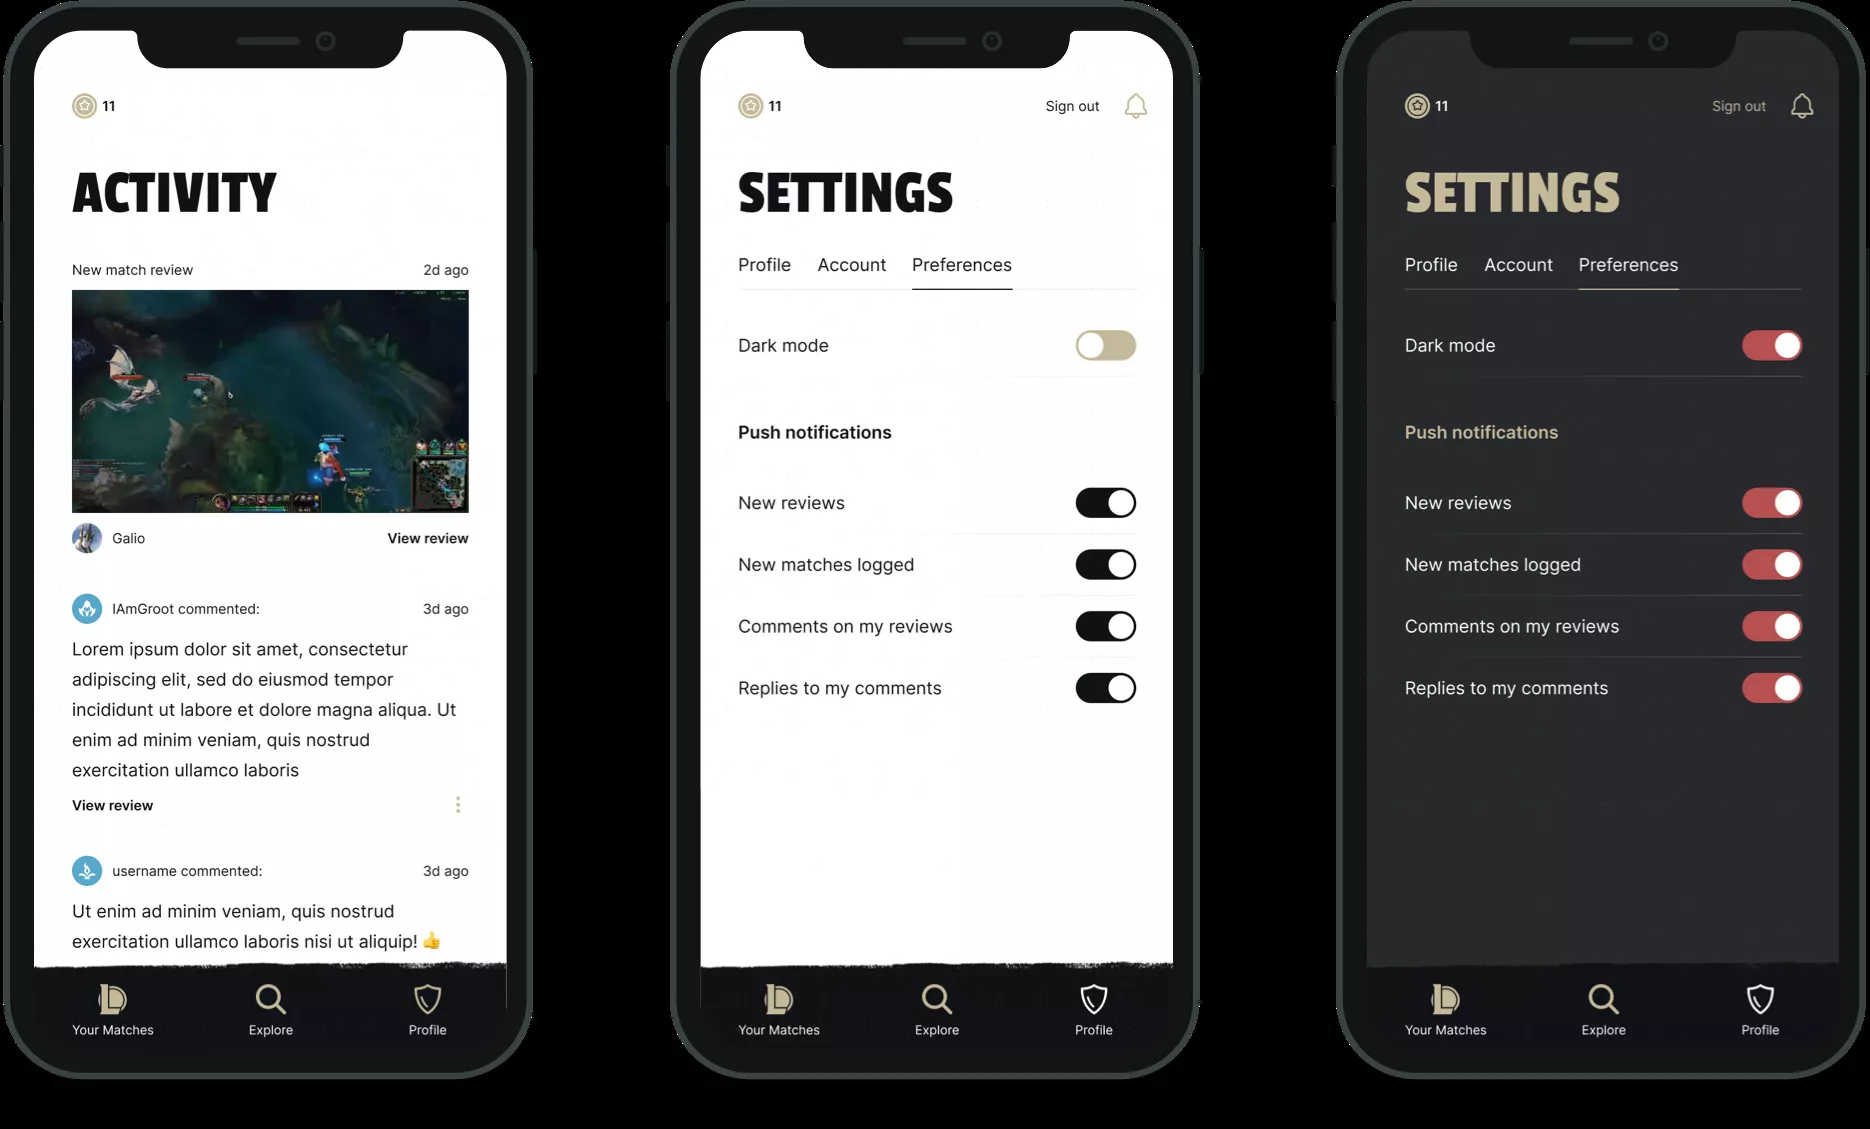 11
ACTIVITY
New match review 2d ago
Galio View review
IAmGroot commented: 3d ago
Lorem ipsum dolor sit amet, consectetur
adipiscing elit, sed do eiusmod tempor
incididunt ut labore et dolore magna aliqua. Ut
enim ad minim veniam, quis nostrud
exercitation ullamco laboris
View review
username commented: 3d ago
Ut enim ad minim veniam, quis nostrud
exercitation ullamco laboris nisi ut aliquip! 👍
Your Matches Explore Profile
11 Sign out
SETTINGS
Profile Account Preferences
Dark mode
Push notifications
New reviews
New matches logged
Comments on my reviews
Replies to my comments
Your Matches Explore Profile
11 Sign out
SETTINGS
Profile Account Preferences
Dark mode
Push notifications
New reviews
New matches logged
Comments on my reviews
Replies to my comments
Your Matches Explore Profile